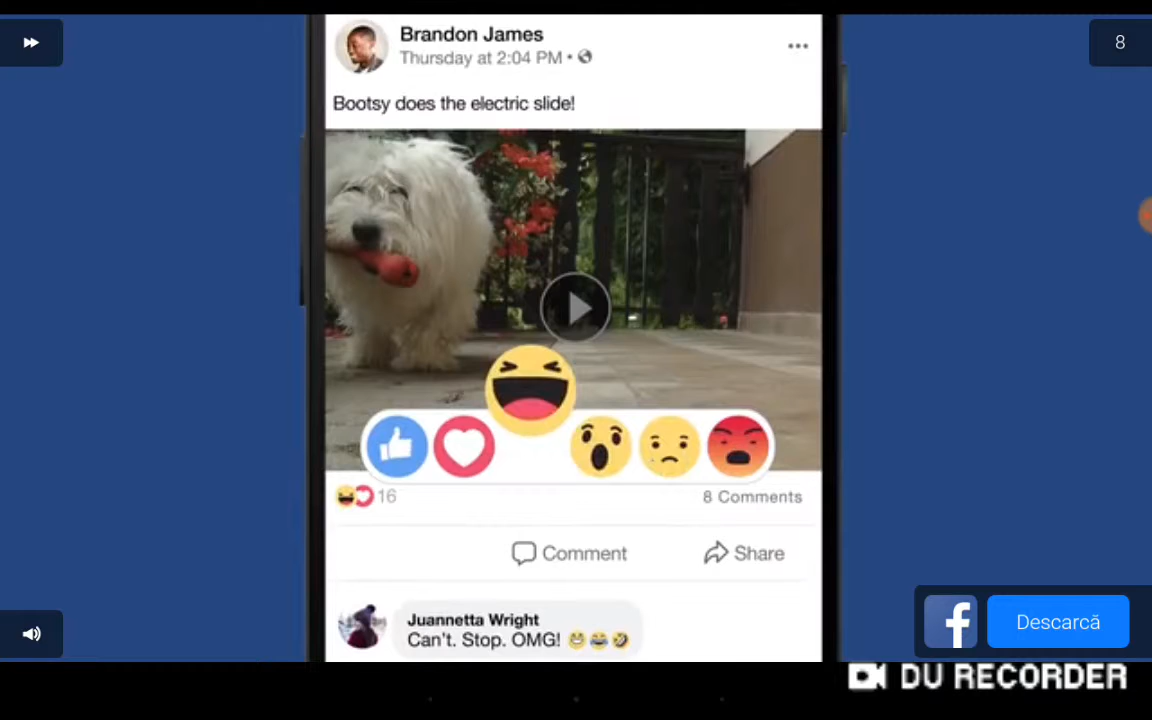 Brandon James
8
Thursday at 2:04 PM •
Bootsy does the electric slide!
16
8 Comments
Comment
Share
Juannetta Wright
Can't. Stop. OMG!
f
Descarcă
DU RECORDER